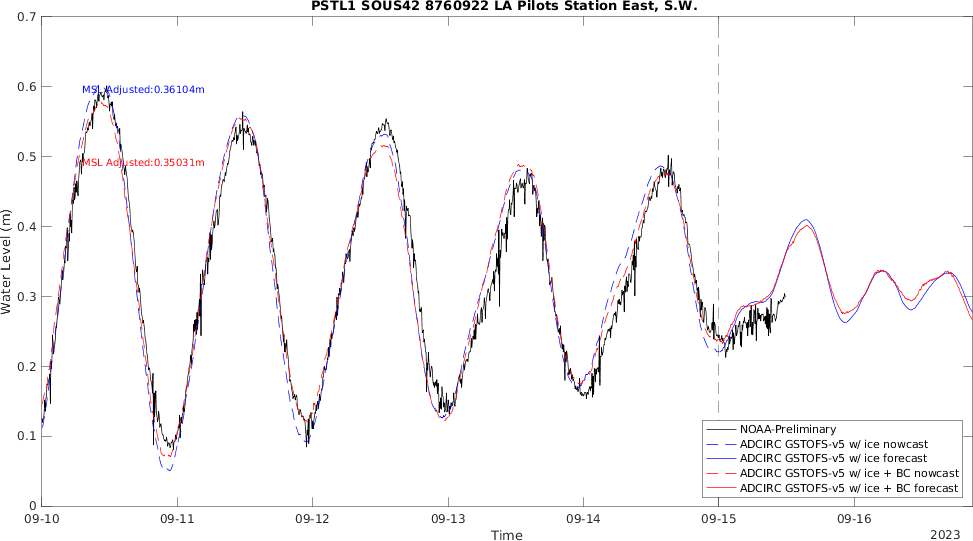 PSTL1 SOUS42 8760922 LA Pilots Station East, S.W.
0.7
0.6
0.5
0.4
0.3
0.2
0.1
0
Water Level (m)
MSL Adjusted:0.36104m
MSL Adjusted:0.35031m
NOAA-Preliminary
ADCIRC GSTOFS-v5 w/ ice nowcast
ADCIRC GSTOFS-v5 w/ ice forecast
ADCIRC GSTOFS-v5 w/ ice + BC nowcast
ADCIRC GSTOFS-v5 w/ ice + BC forecast
09-10 09-11 09-12 09-13 09-14 09-15 09-16
Time
2023